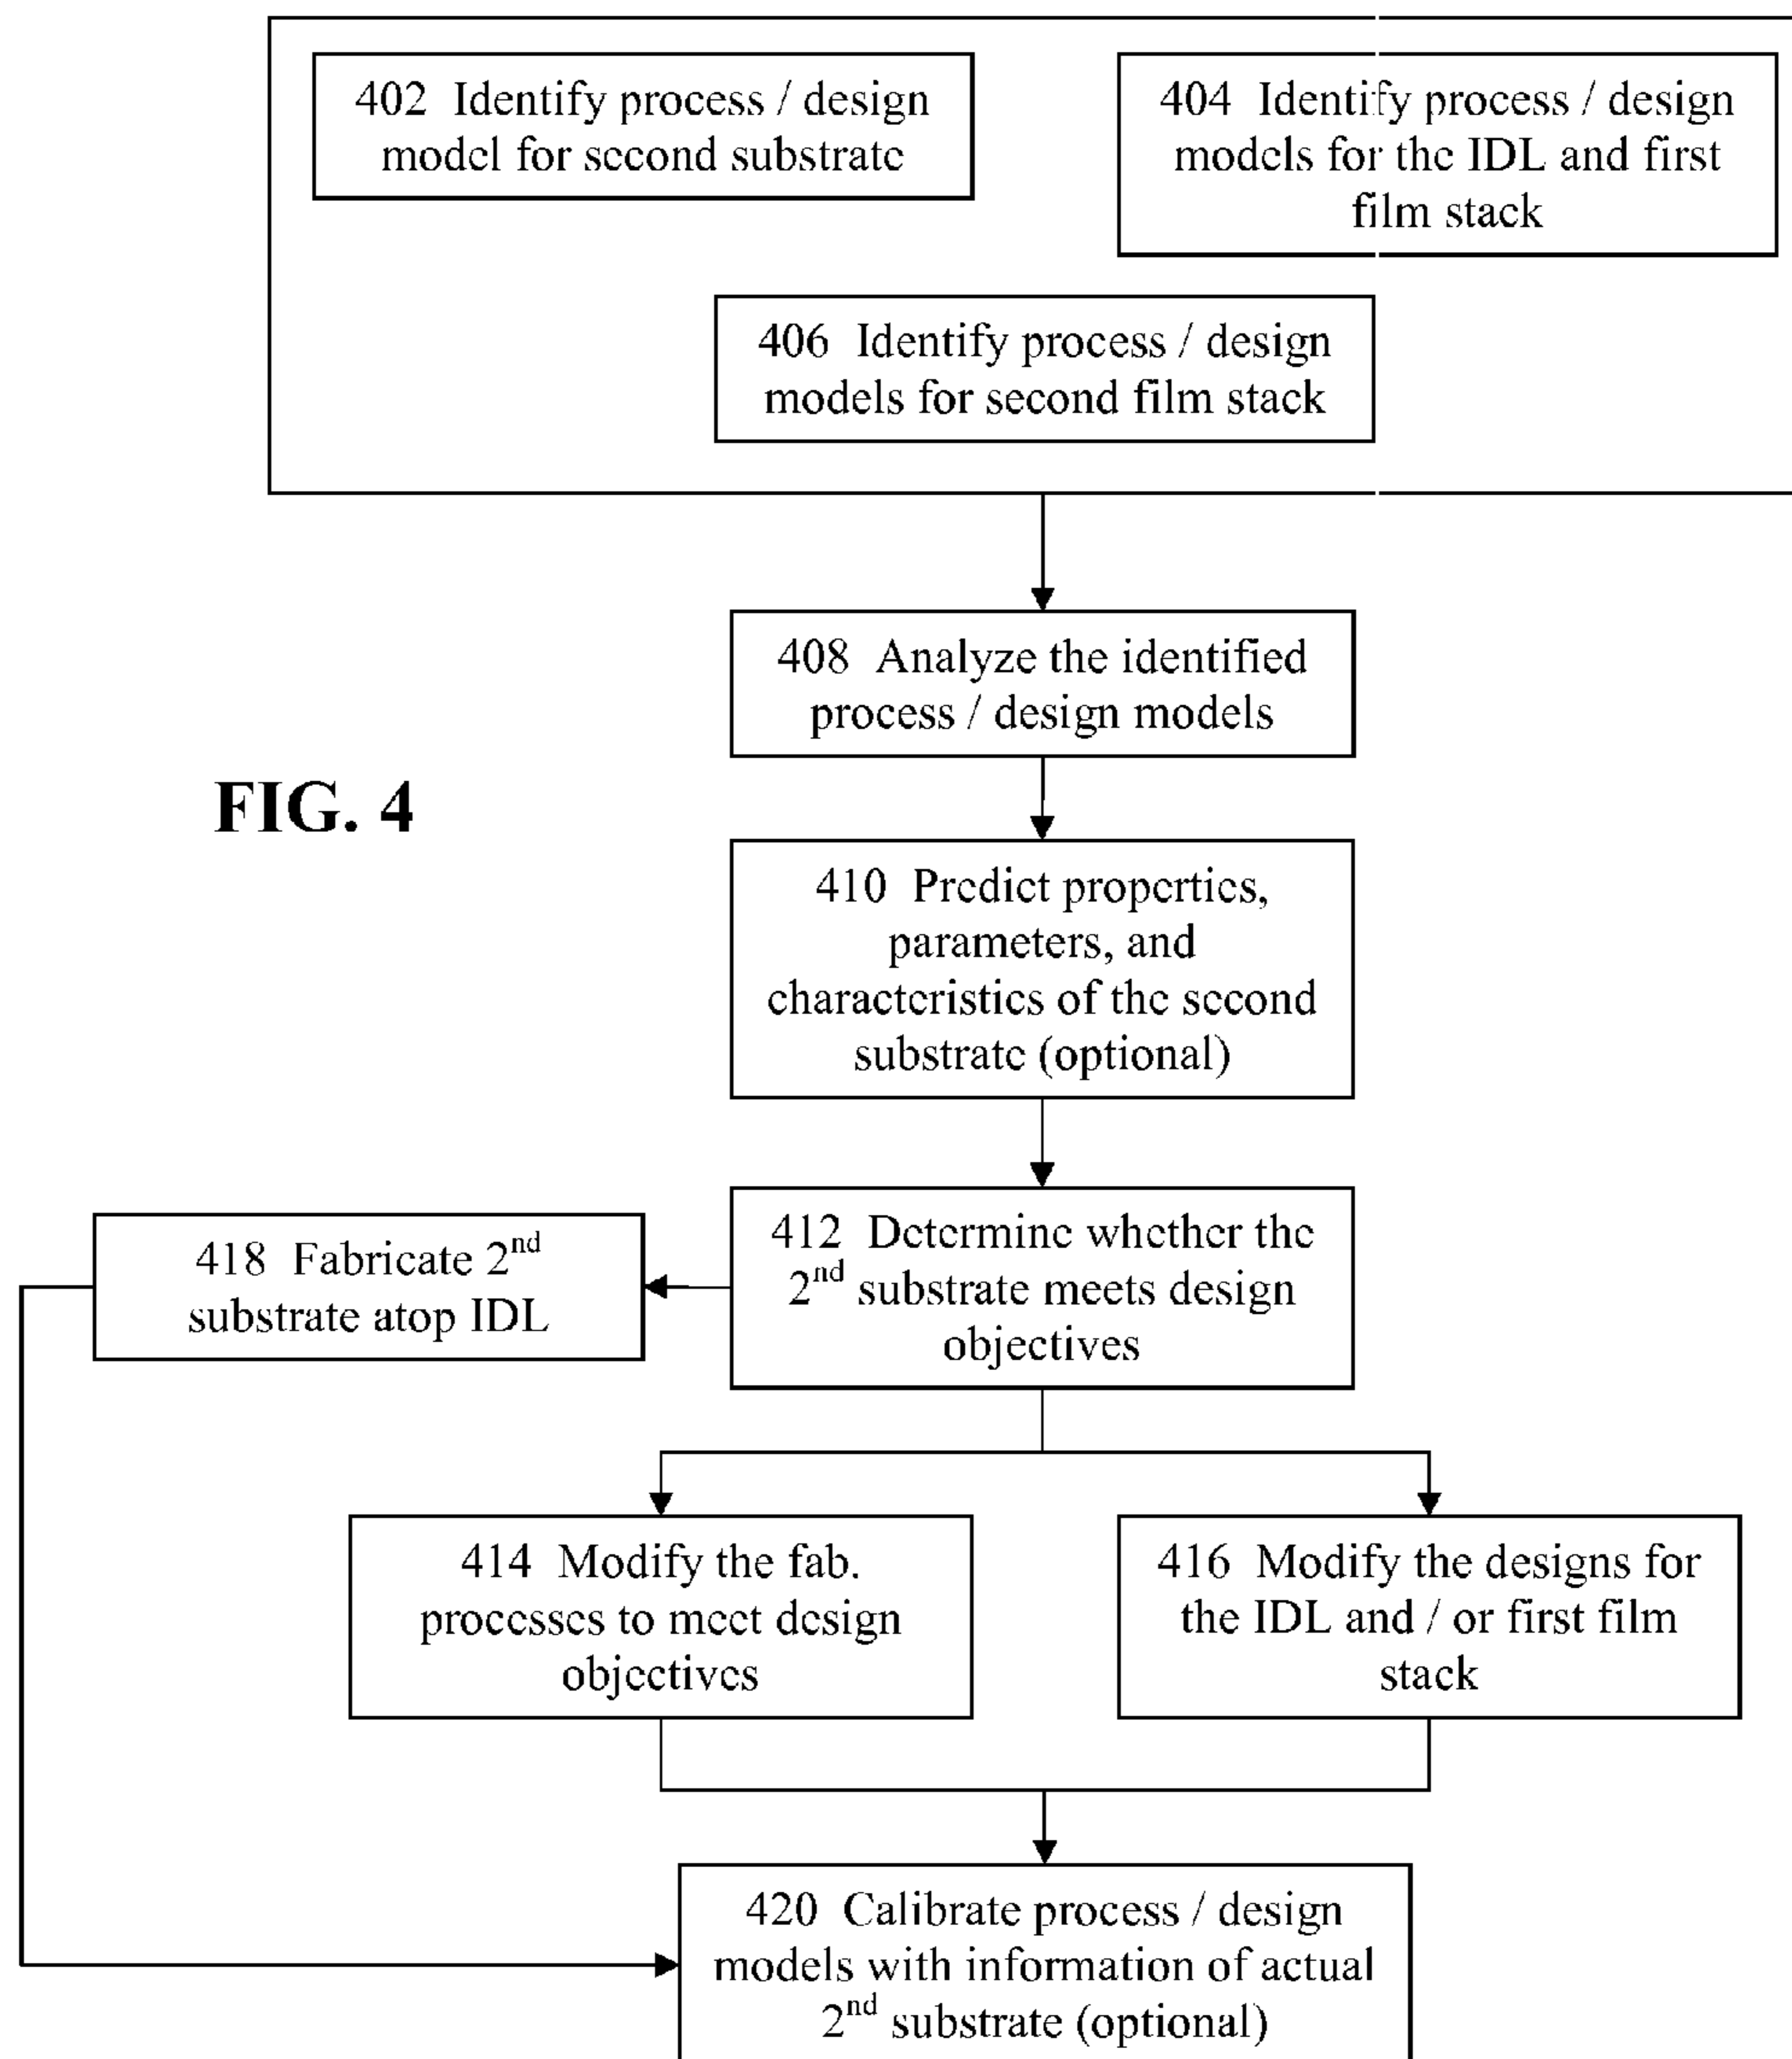 402 Identify process / design
model for second substrate
404 Identify process / design
models for the IDL and first
film stack
406 Identify process / design
models for second film stack
408 Analyze the identified
process / design models
FIG. 4
410 Predict properties,
parameters, and
characteristics of the second
substrate (optional)
412 Determine whether the
2nd substrate meets design
objectives
418 Fabricate 2nd
substrate atop IDL
414 Modify the fab.
processes to meet design
objectives
416 Modify the designs for
the IDL and / or first film
stack
420 Calibrate process / design
models with information of actual
2nd substrate (optional)